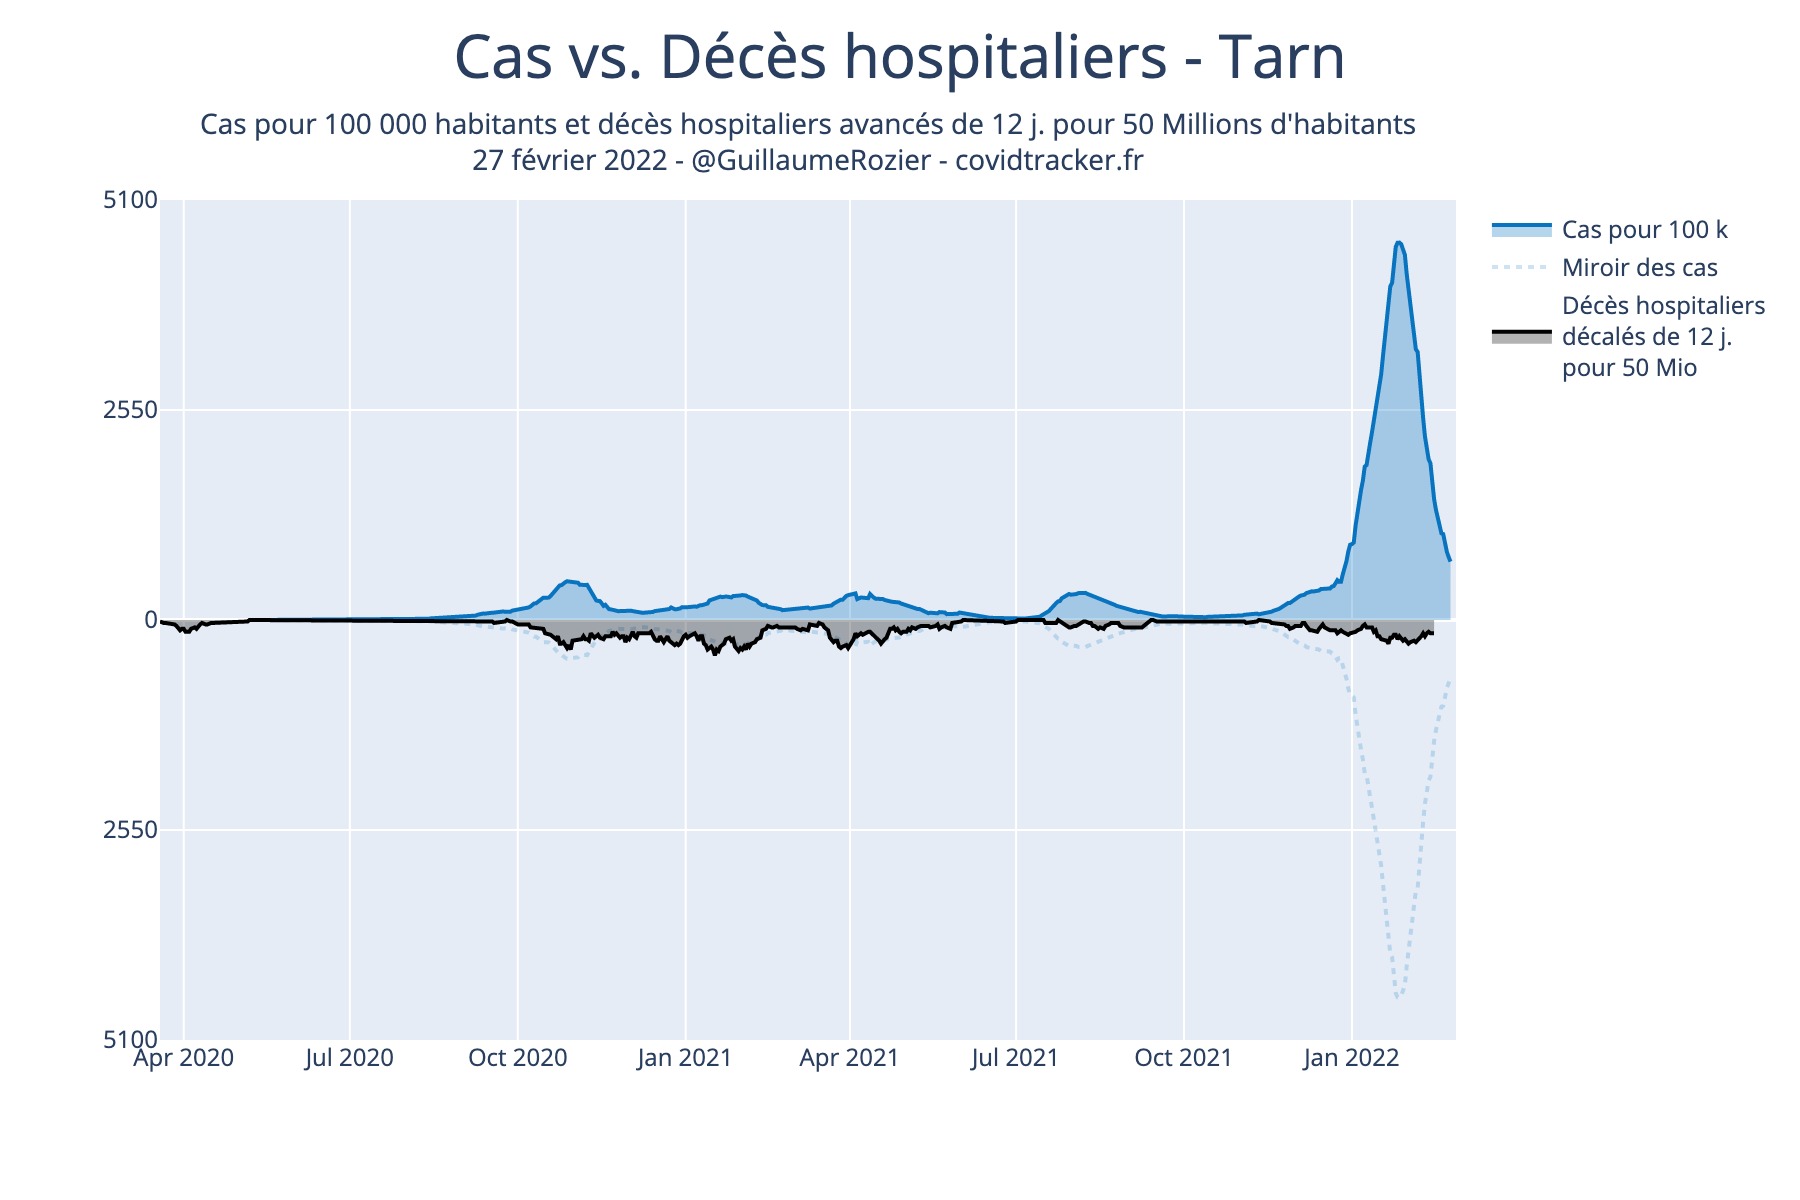 Cas vs. Décès hospitaliers - Tarn
Cas pour 100 000 habitants et décès hospitaliers avancés de 12 j. pour 50 Millions d'habitants
27 février 2022 - @GuillaumeRozier - covidtracker.fr
5100
2550
0
2550
5100
Apr 2020
Jul 2020
Oct 2020
Jan 2021
Apr 2021
Jul 2021
Oct 2021
Jan 2022
Cas pour 100 k
Miroir des cas
Décès hospitaliers
décalés de 12 j.
pour 50 Mio